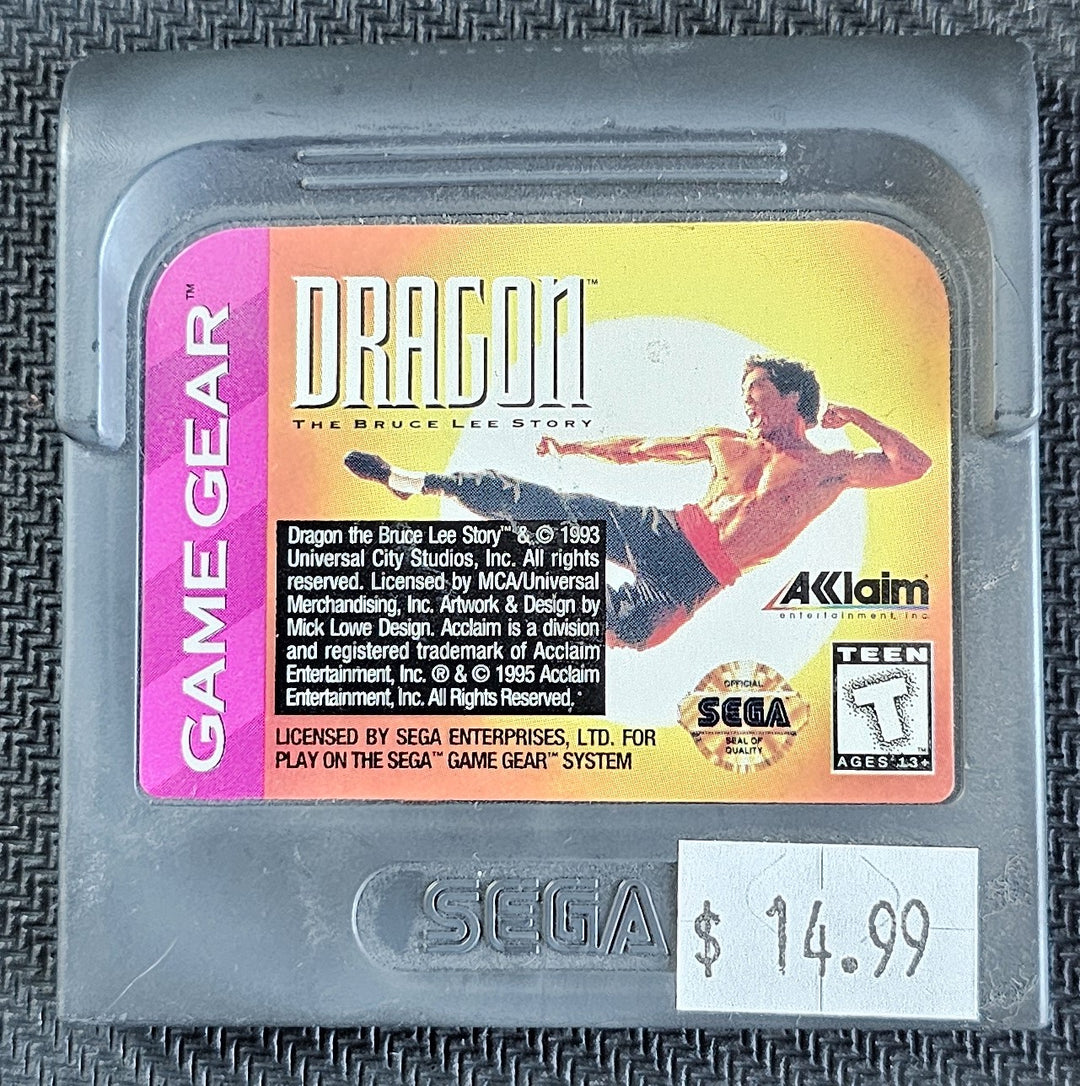 GAME GEAR™
DRAGON™
THE BRUCE LEE STORY
Dragon the Bruce Lee Story™ & © 1993
Universal City Studios, Inc. All rights
reserved. Licensed by MCA/Universal
Merchandising, Inc. Artwork & Design by
Mick Lowe Design. Acclaim is a division
and registered trademark of Acclaim
Entertainment, Inc. ® & © 1995 Acclaim
Entertainment, Inc. All Rights Reserved.
LICENSED BY SEGA ENTERPRISES, LTD. FOR
PLAY ON THE SEGA™ GAME GEAR™ SYSTEM
AKKlaim
entertainment, inc.
OFFICIAL
SEGA
SEAL OF
QUALITY
TEEN
T
AGES 13+
SEGA
$ 14.99